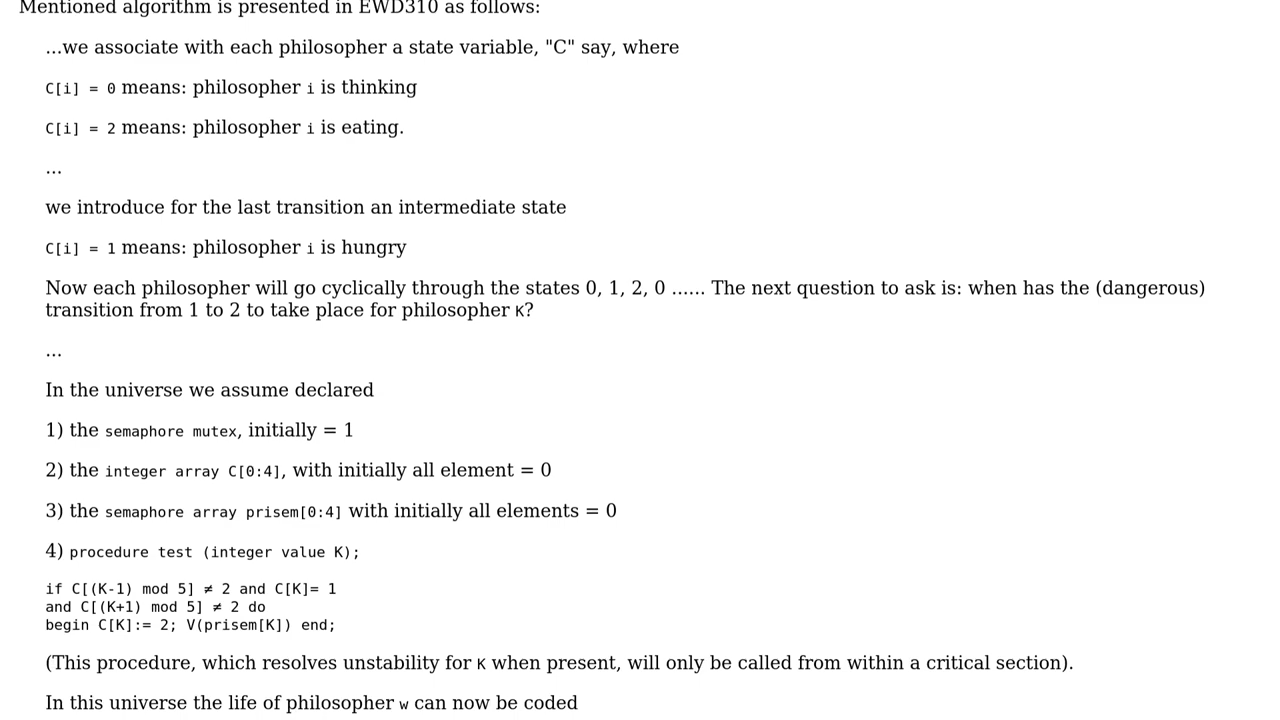 Mentioned algorithm is presented in EWD310 as follows:
...we associate with each philosopher a state variable, "C" say, where
C[i] = 0 means: philosopher i is thinking
C[i] = 2 means: philosopher i is eating.
...
we introduce for the last transition an intermediate state
C[i] = 1 means: philosopher i is hungry
Now each philosopher will go cyclically through the states 0, 1, 2, 0 ...... The next question to ask is: when has the (dangerous)
transition from 1 to 2 to take place for philosopher K?
...
In the universe we assume declared
1) the semaphore mutex, initially = 1
2) the integer array C[0:4], with initially all element = 0
3) the semaphore array prisem[0:4] with initially all elements = 0
4) procedure test (integer value K);
if C[(K-1) mod 5] ≠ 2 and C[K]= 1
and C[(K+1) mod 5] ≠ 2 do
begin C[K]:= 2; V(prisem[K]) end;
(This procedure, which resolves unstability for K when present, will only be called from within a critical section).
In this universe the life of philosopher w can now be coded